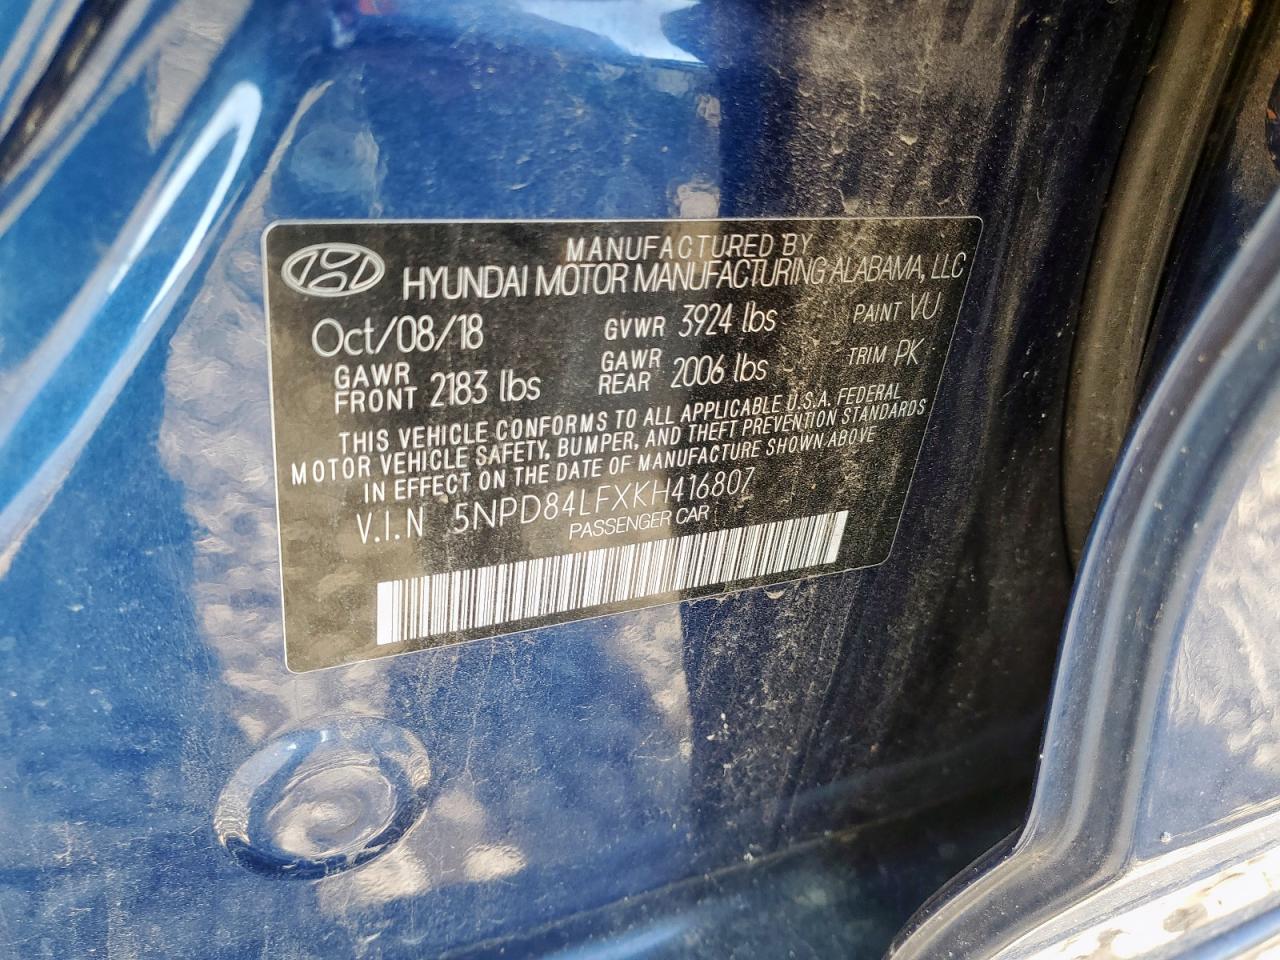 MANUFACTURED BY
HYUNDAI MOTOR MANUFACTURING ALABAMA, LLC
Oct/08/18 GVWR 3924 lbs PAINT VU
GAWR FRONT 2183 lbs GAWR REAR 2006 lbs TRIM PK
THIS VEHICLE CONFORMS TO ALL APPLICABLE U.S.A. FEDERAL
MOTOR VEHICLE SAFETY, BUMPER, AND THEFT PREVENTION STANDARDS
IN EFFECT ON THE DATE OF MANUFACTURE SHOWN ABOVE
V.I.N 5NPD84LFXKH416807
PASSENGER CAR